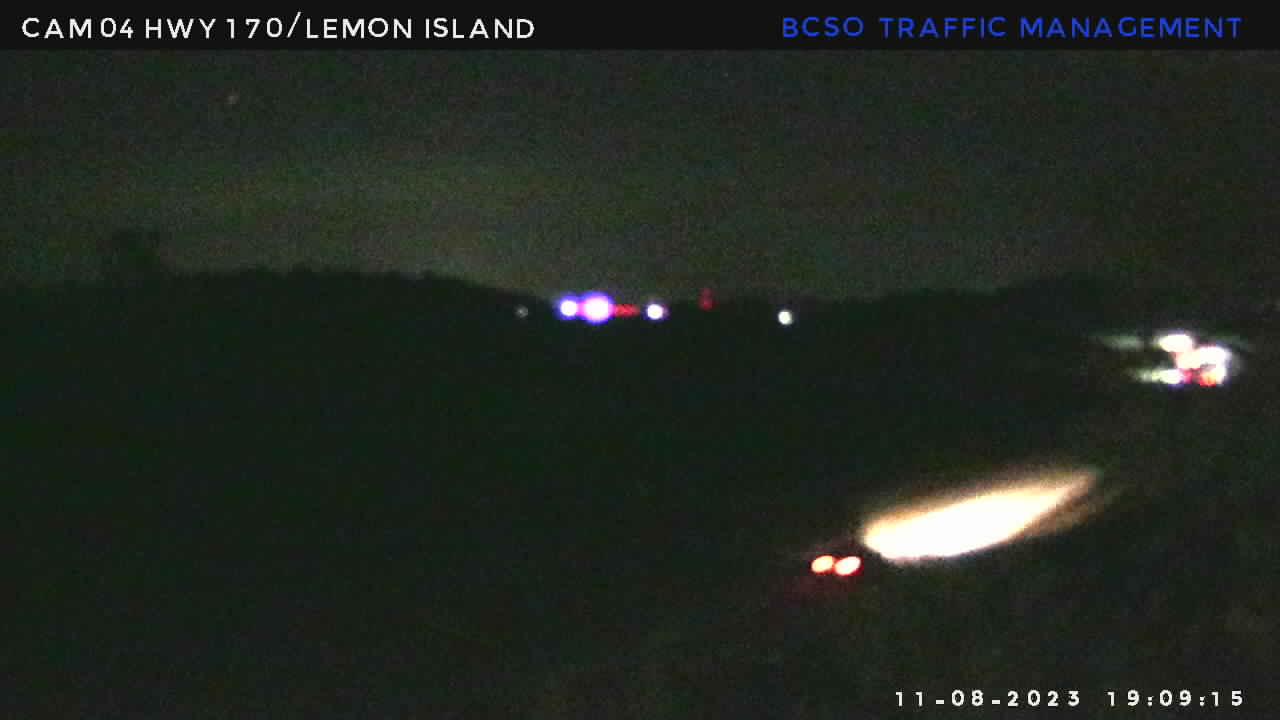 CAM04 HWY 170/LEMON ISLAND
BCSO TRAFFIC MANAGEMENT
11-08-2023 19:09:15